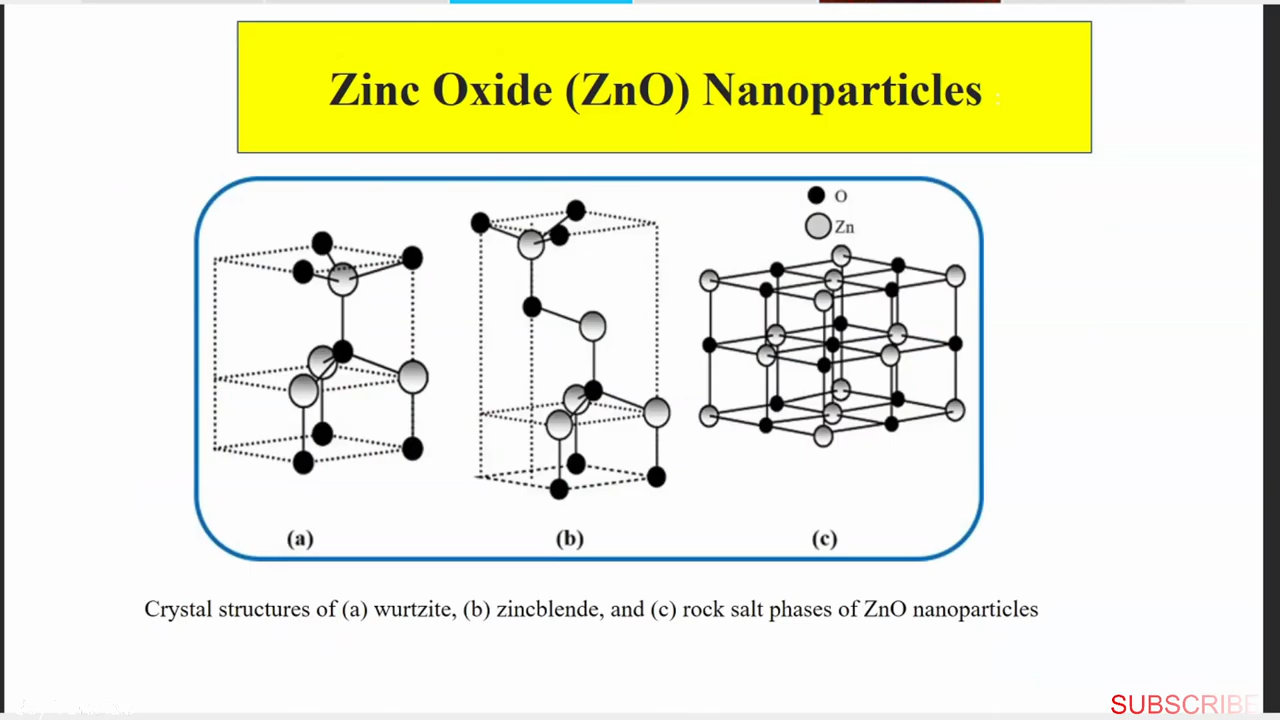 Zinc Oxide (ZnO) Nanoparticles
O
Zn
(a)
(b)
(c)
Crystal structures of (a) wurtzite, (b) zincblende, and (c) rock salt phases of ZnO nanoparticles
SUBSCRIBE